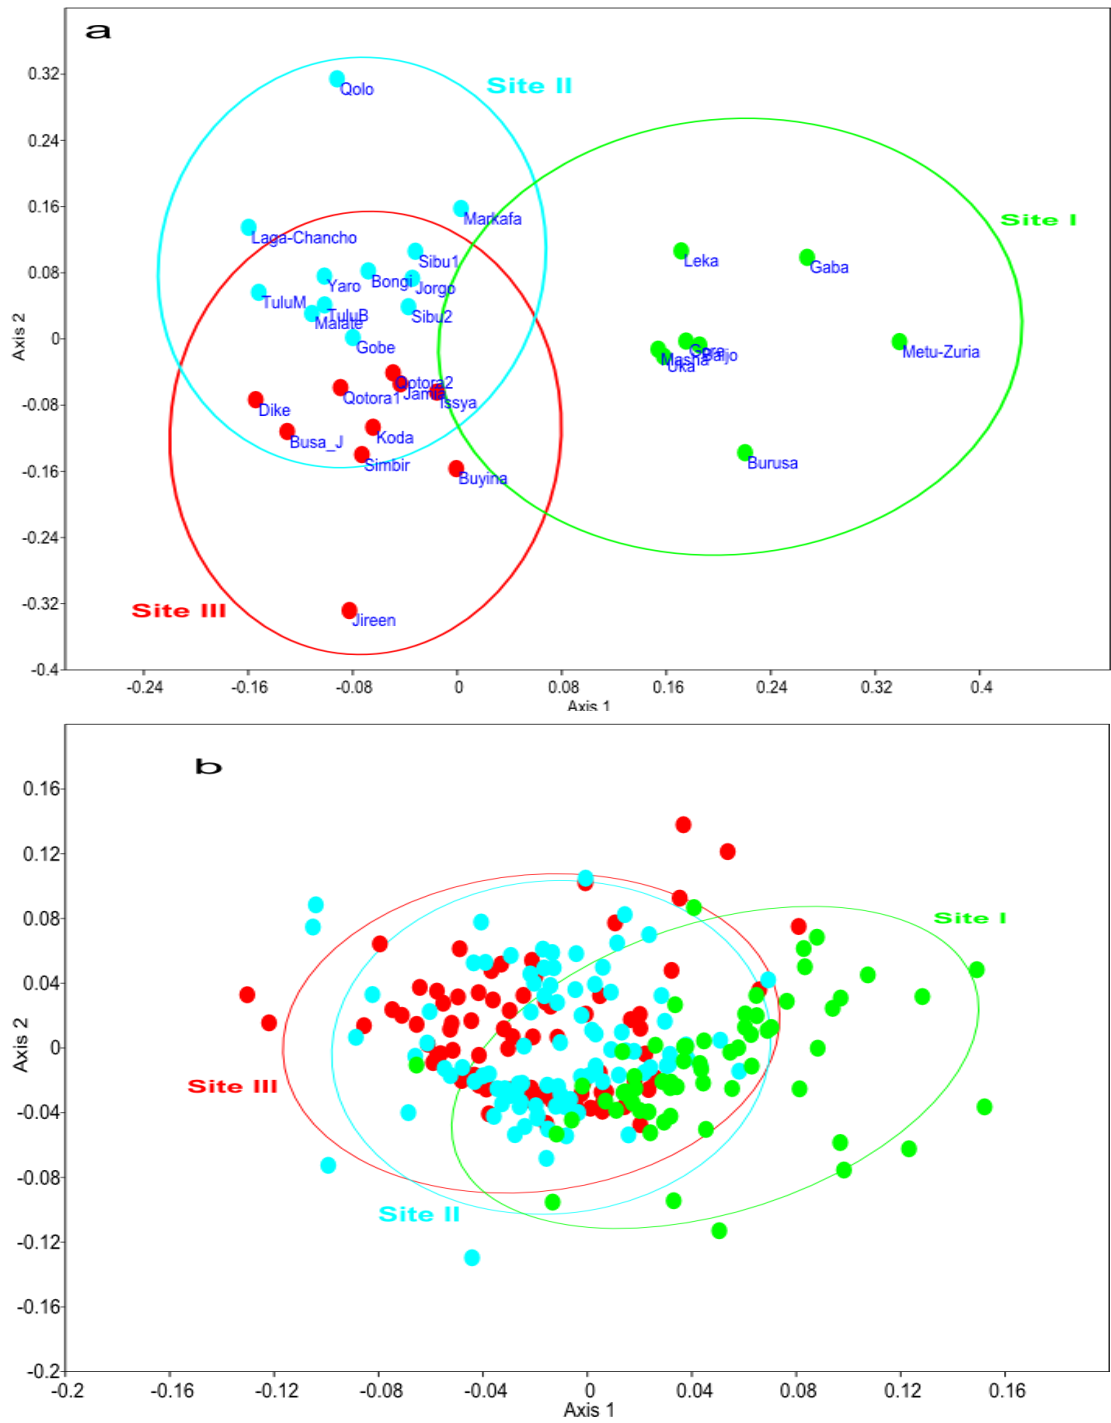 a
0.32
0.24
0.16
0.08
0
-0.08
-0.16
-0.24
-0.32
-0.4
Axis 2
Site II
Qolo
Site I
Markafa
Laga-Chancho
Sibu1
Leka
Gaba
Yaro
Bongi
Jorgo
TuluM
TuluB
Malate
Sibu2
Gobe
Metu-Zuria
Gore
Baljo
Masha
Uka
Qotora2
Jama
Qotora1
Issya
Dike
Busa_J
Koda
Simbir
Burusa
Buyina
Site III
Jireen
-0.24
-0.16
-0.08
0
0.08
0.16
0.24
0.32
0.4
Axis 1
b
0.16
0.12
0.08
0.04
0
-0.04
-0.08
-0.12
-0.16
-0.2
Axis 2
Site I
Site III
Site II
-0.2
-0.16
-0.12
-0.08
-0.04
0
0.04
0.08
0.12
0.16
Axis 1